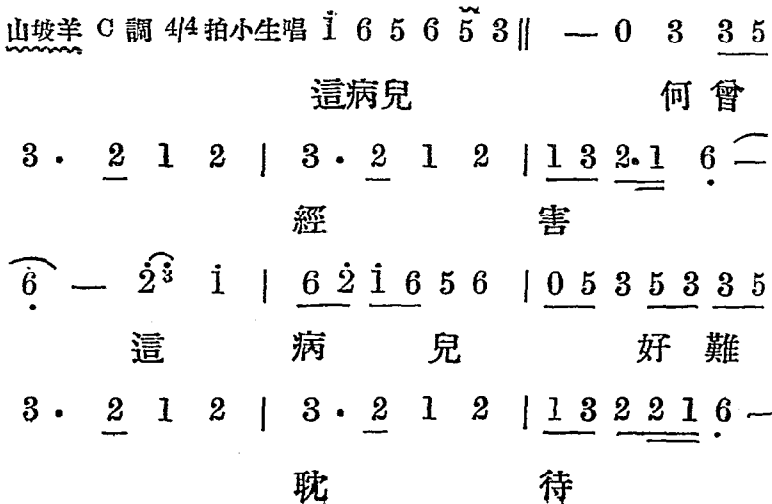 山坡羊 C 調 4/4 拍小生唱 i̇ 6 5 6 5 3 ‖ — 0 3 3 5
這病兒 何曾
3 · 2 1 2 | 3 · 2 1 2 | 1 3 2·1 6̣ —
經 害
6̣ — 2̇ 3̇ i̇ | 6 2̇ i̇ 6 5 6 | 0 5 3 5 3 3 5
這 病 兒 好 難
3 · 2 1 2 | 3 · 2 1 2 | 1 3 2 2 1 6̣ —
耽 待